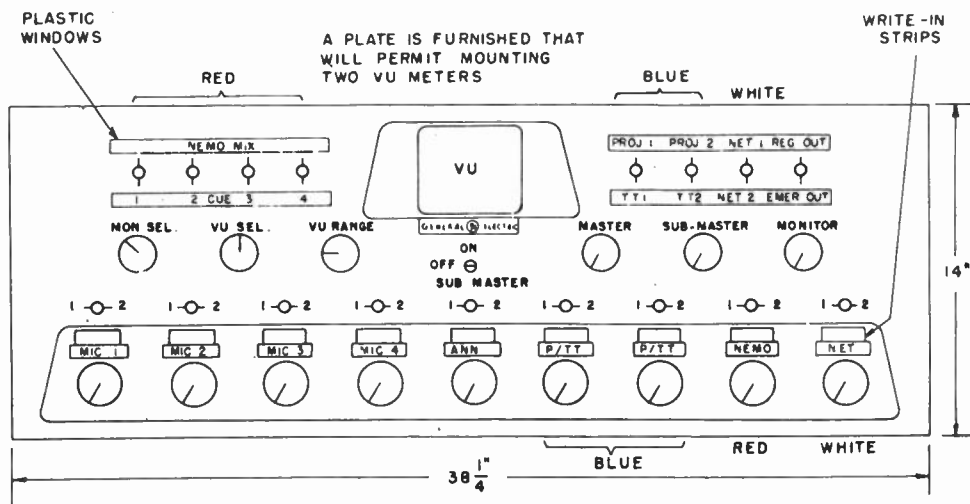 PLASTIC
WINDOWS
A PLATE IS FURNISHED THAT
WILL PERMIT MOUNTING
TWO VU METERS
WRITE-IN
STRIPS
RED
BLUE
WHITE
NEMO MIX
1 2 CUE 3 4
VU
GENERAL GE ELECTRIC
PROJ 1 PROJ 2 NET 1 REG OUT
TT1 TT2 NET 2 EMER OUT
MON SEL. VU SEL. VU RANGE
ON
OFF
SUB MASTER
MASTER SUB-MASTER MONITOR
14"
1 2 1 2 1 2 1 2 1 2 1 2 1 2 1 2 1 2
MIC 1 MIC 2 MIC 3 MIC 4 ANN P/TT P/TT NEMO NET
BLUE
RED
WHITE
38 1/4"